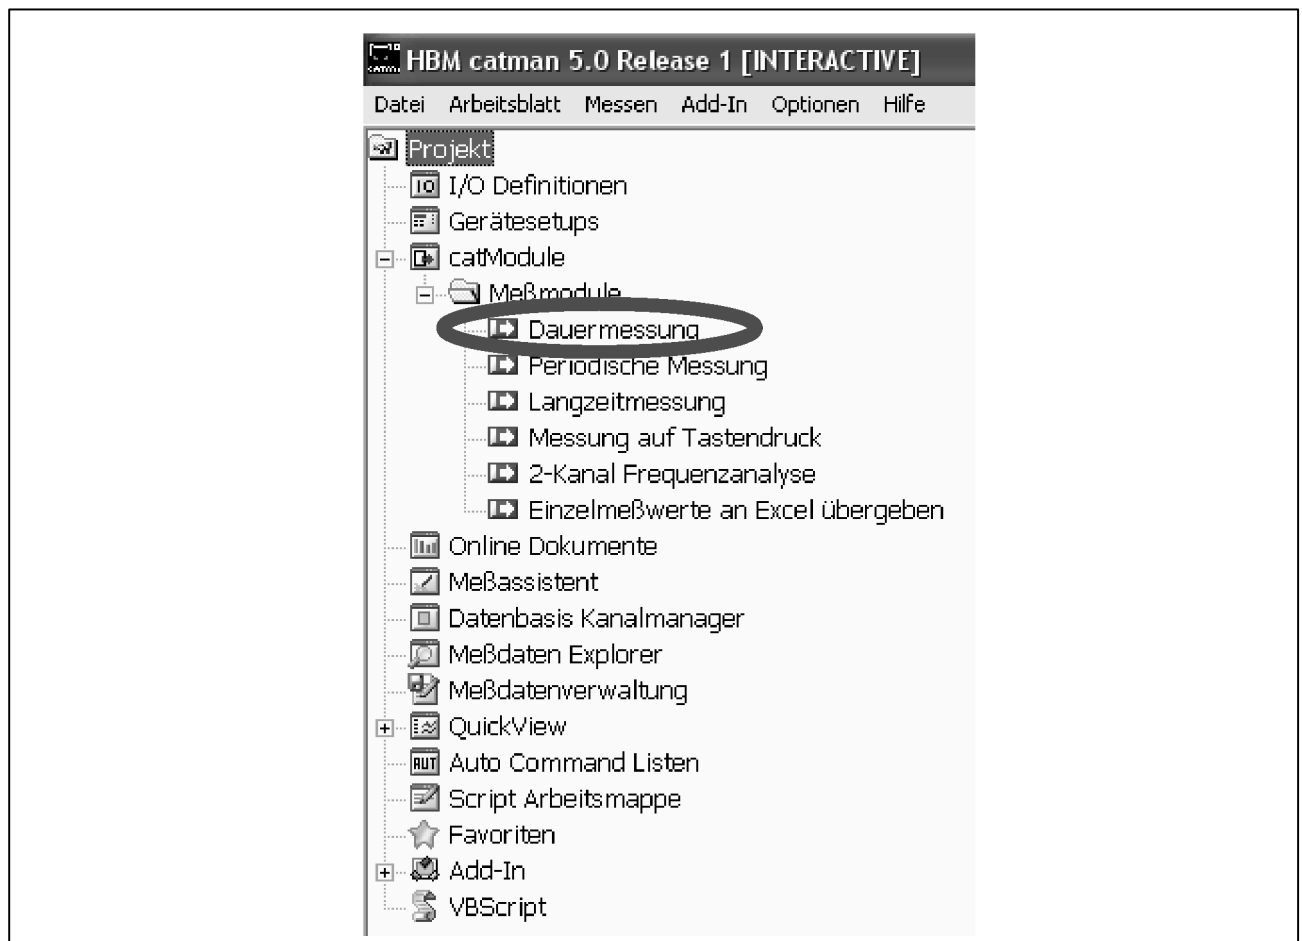 HBM catman 5.0 Release 1 [INTERACTIVE]
Datei Arbeitsblatt Messen Add-In Optionen Hilfe
Projekt
I/O Definitionen
Gerätesetups
catModule
Meßmodule
Dauermessung
Periodische Messung
Langzeitmessung
Messung auf Tastendruck
2-Kanal Frequenzanalyse
Einzelmeßwerte an Excel übergeben
Online Dokumente
Meßassistent
Datenbasis Kanalmanager
Meßdaten Explorer
Meßdatenverwaltung
QuickView
AUT Auto Command Listen
Script Arbeitsmappe
Favoriten
Add-In
VBScript